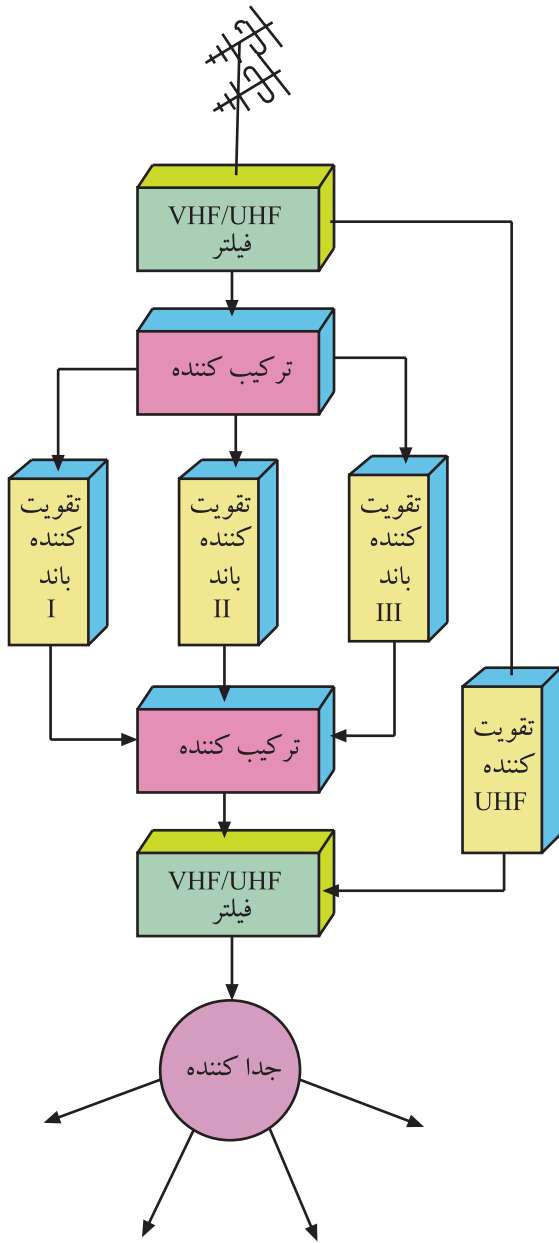 VHF/UHF
فیلتر
ترکیب کننده
تقویت
کننده
باند
I
تقویت
کننده
باند
II
تقویت
کننده
باند
III
ترکیب کننده
تقویت
کننده
UHF
VHF/UHF
فیلتر
جدا کننده